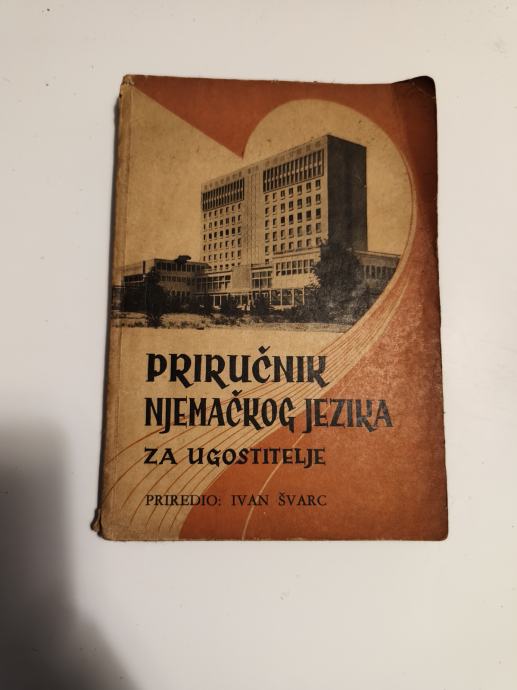 PRIRUČNIK
NJEMAČKOG JEZIKA
ZA UGOSTITELJE
PRIREDIO: IVAN ŠVARC